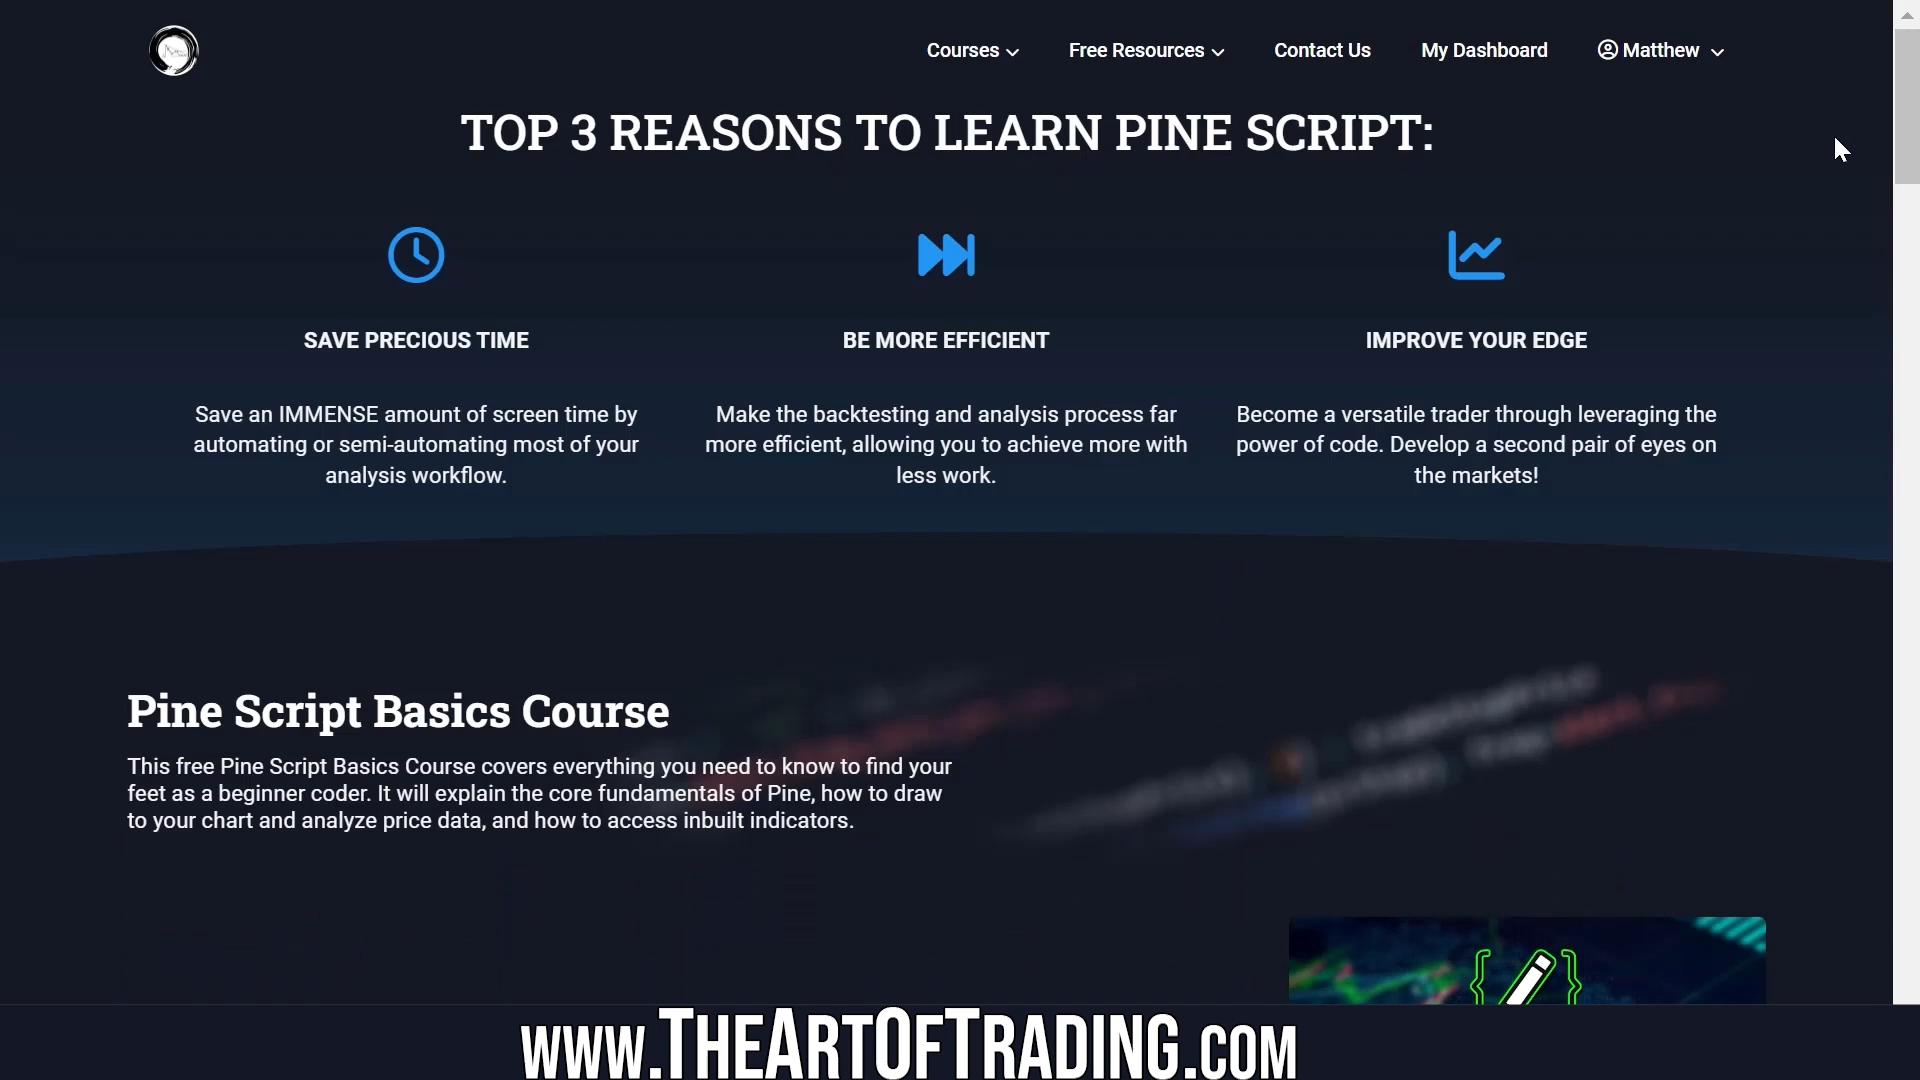 Courses
Free Resources
Contact Us
My Dashboard
Matthew
TOP 3 REASONS TO LEARN PINE SCRIPT:
SAVE PRECIOUS TIME
Save an IMMENSE amount of screen time by
automating or semi-automating most of your
analysis workflow.
BE MORE EFFICIENT
Make the backtesting and analysis process far
more efficient, allowing you to achieve more with
less work.
IMPROVE YOUR EDGE
Become a versatile trader through leveraging the
power of code. Develop a second pair of eyes on
the markets!
Pine Script Basics Course
This free Pine Script Basics Course covers everything you need to know to find your
feet as a beginner coder. It will explain the core fundamentals of Pine, how to draw
to your chart and analyze price data, and how to access inbuilt indicators.
www.TheArtOfTrading.com